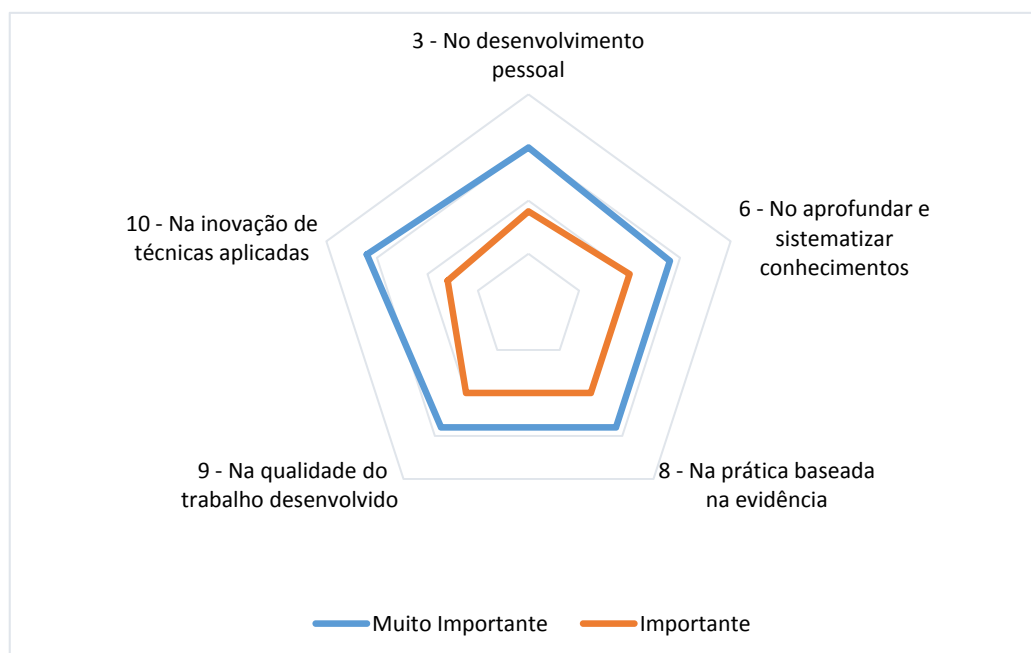 3 - No desenvolvimento
pessoal
10 - Na inovação de
técnicas aplicadas
6 - No aprofundar e
sistematizar
conhecimentos
9 - Na qualidade do
trabalho desenvolvido
8 - Na prática baseada
na evidência
Muito Importante
Importante